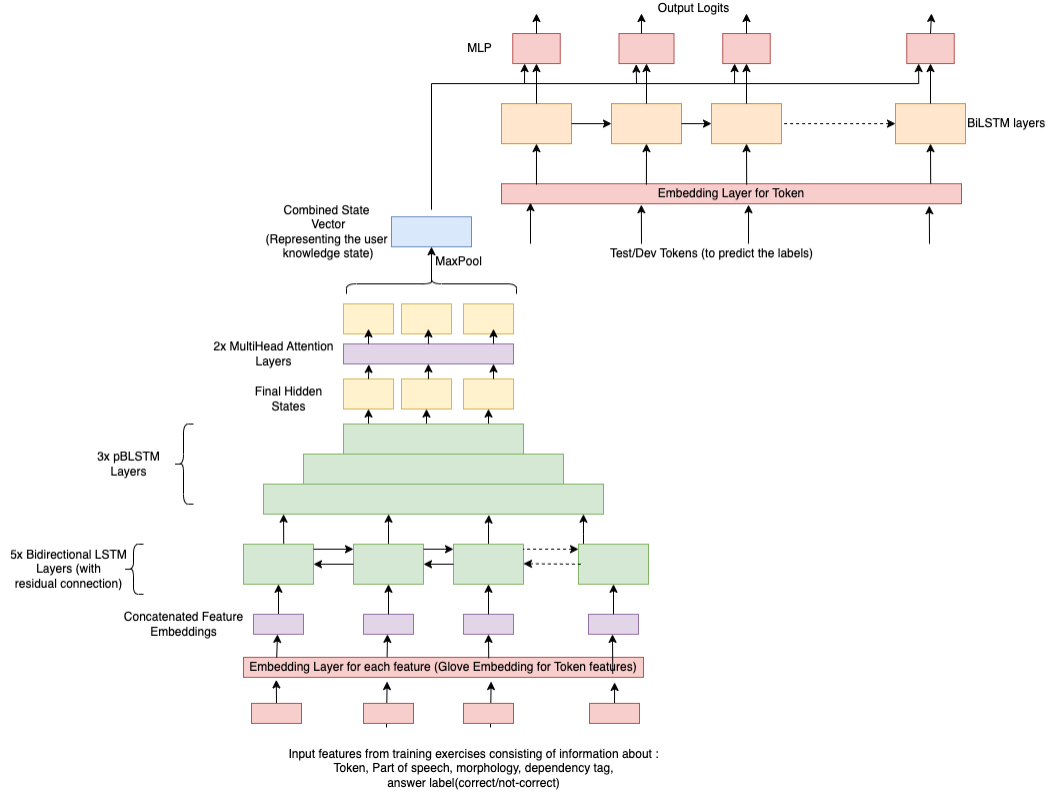 Output Logits
MLP
BiLSTM layers
Embedding Layer for Token
Test/Dev Tokens (to predict the labels)
Combined State
Vector
(Representing the user
knowledge state)
MaxPool
2x MultiHead Attention
Layers
Final Hidden
States
3x pBLSTM
Layers
5x Bidirectional LSTM
Layers (with
residual connection)
Concatenated Feature
Embeddings
Embedding Layer for each feature (Glove Embedding for Token features)
Input features from training exercises consisting of information about :
Token, Part of speech, morphology, dependency tag,
answer label(correct/not-correct)